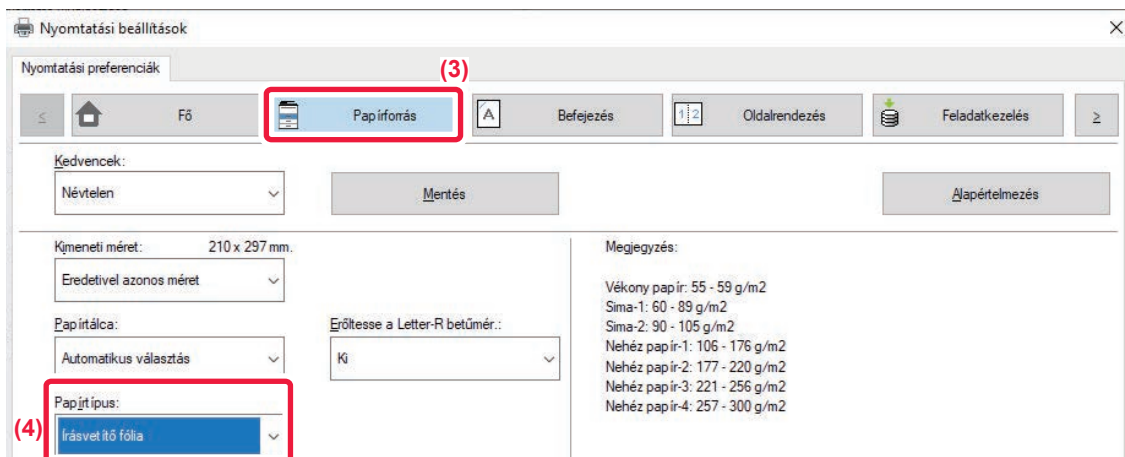 Nyomtatási beállítások
Nyomtatási preferenciák
(3)
≤ Fő Papírforrás A Befejezés 1 2 Oldalrendezés Feladatkezelés ≥
Kedvencek:
Névtelen Mentés Alapértelmezés
Kimeneti méret: 210 x 297 mm.
Eredetivel azonos méret
Papírtálca: Erőltesse a Letter-R betűmér.:
Automatikus választás Ki
Papírtípus:
(4) Írásvetítő fólia
Megjegyzés:
Vékony papír: 55 - 59 g/m2
Sima-1: 60 - 89 g/m2
Sima-2: 90 - 105 g/m2
Nehéz papír-1: 106 - 176 g/m2
Nehéz papír-2: 177 - 220 g/m2
Nehéz papír-3: 221 - 256 g/m2
Nehéz papír-4: 257 - 300 g/m2